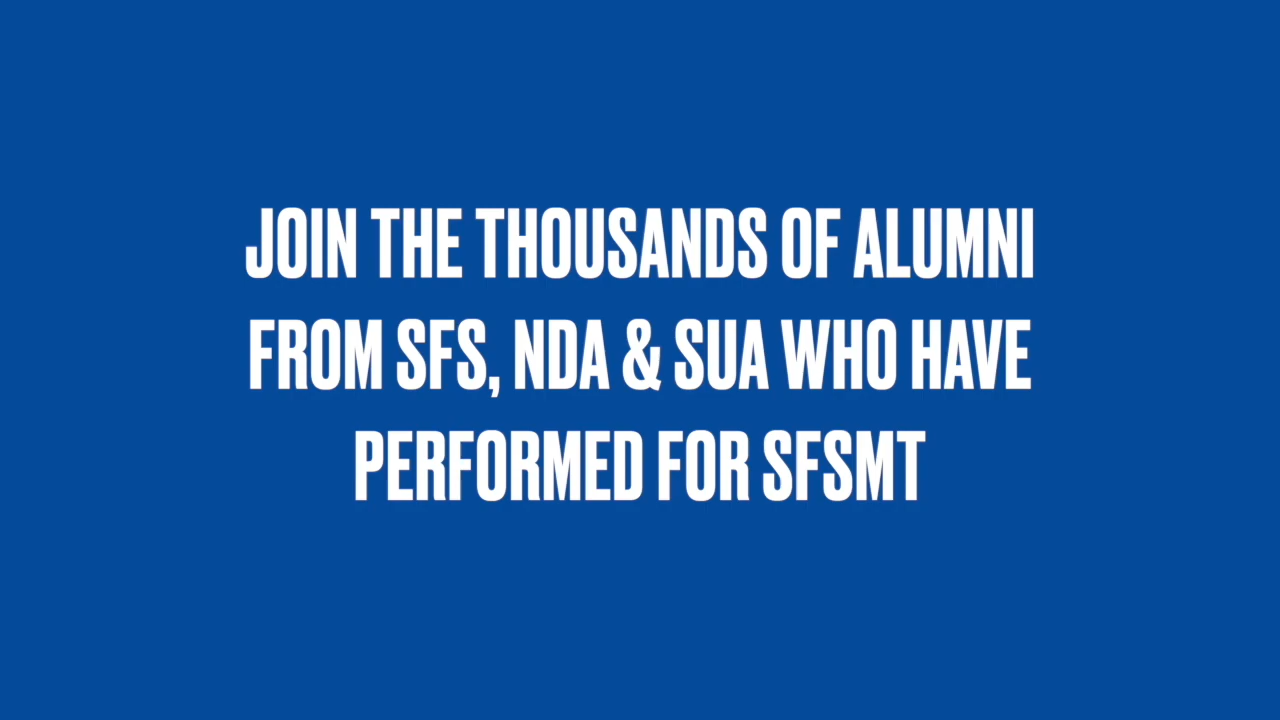 JOIN THE THOUSANDS OF ALUMNI
FROM SFS, NDA & SUA WHO HAVE
PERFORMED FOR SFSMT